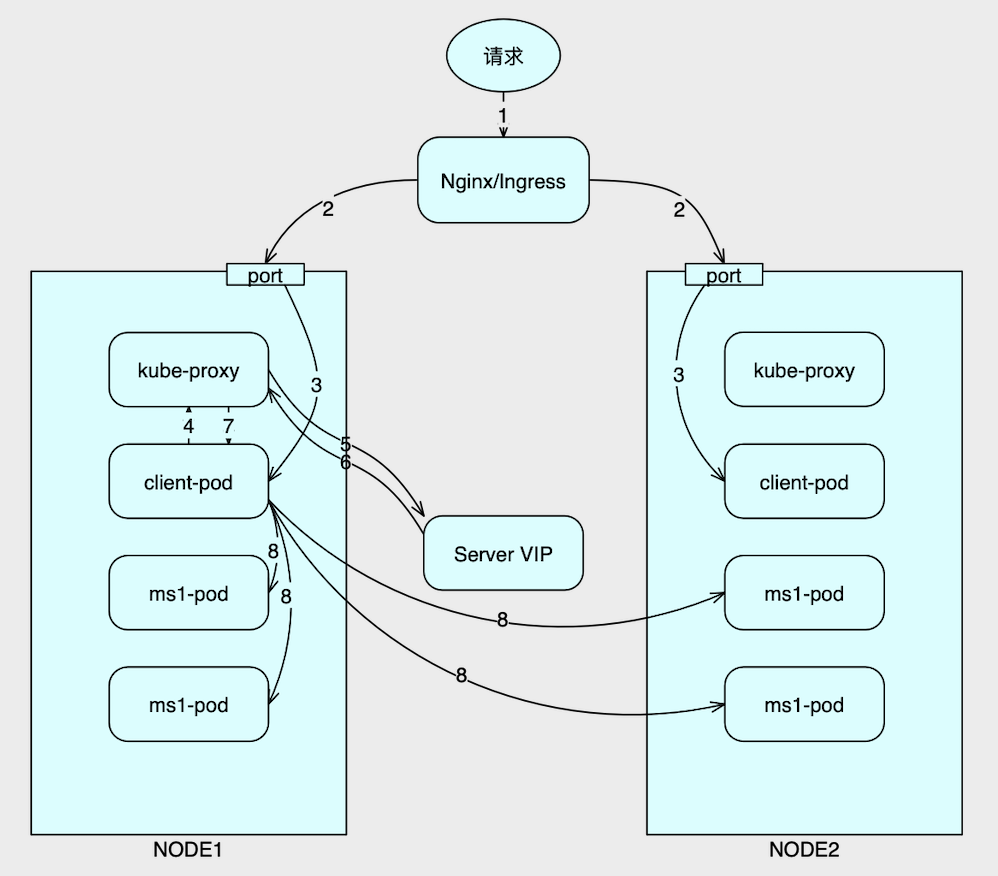 请求
1
Nginx/Ingress
2
2
port
port
kube-proxy
3
3
kube-proxy
4
7
5
6
client-pod
client-pod
Server VIP
8
8
ms1-pod
8
ms1-pod
8
ms1-pod
ms1-pod
NODE1
NODE2